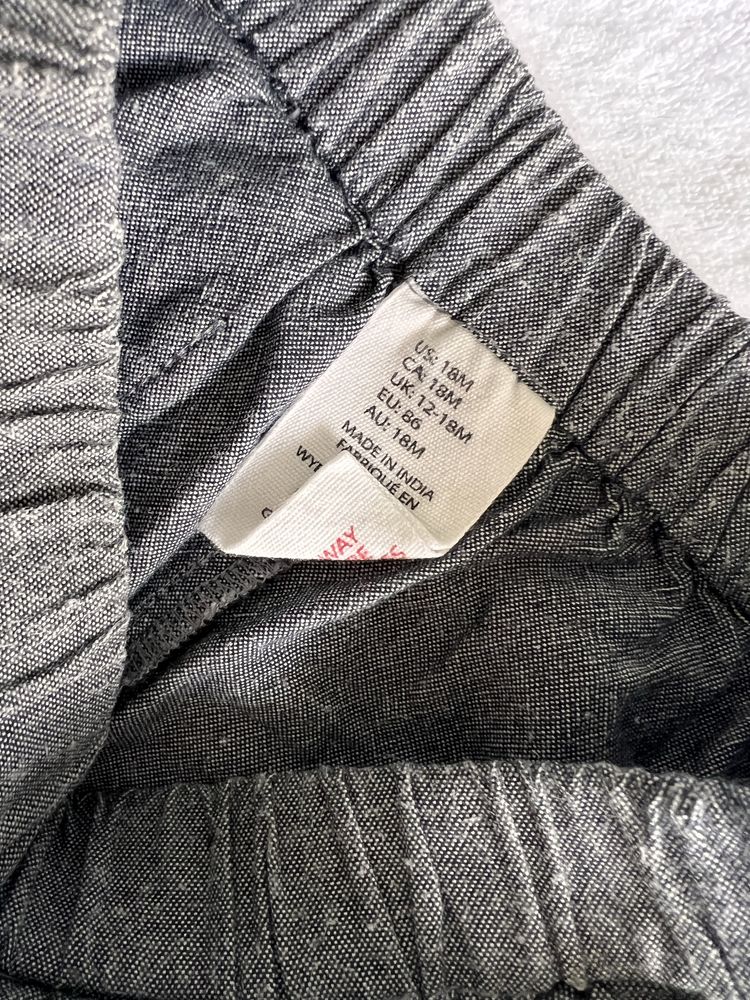 US: 18M
CA: 18M
UK: 12-18M
EU: 86
AU: 18M
MADE IN INDIA
FABRIQUÉ EN
WAY